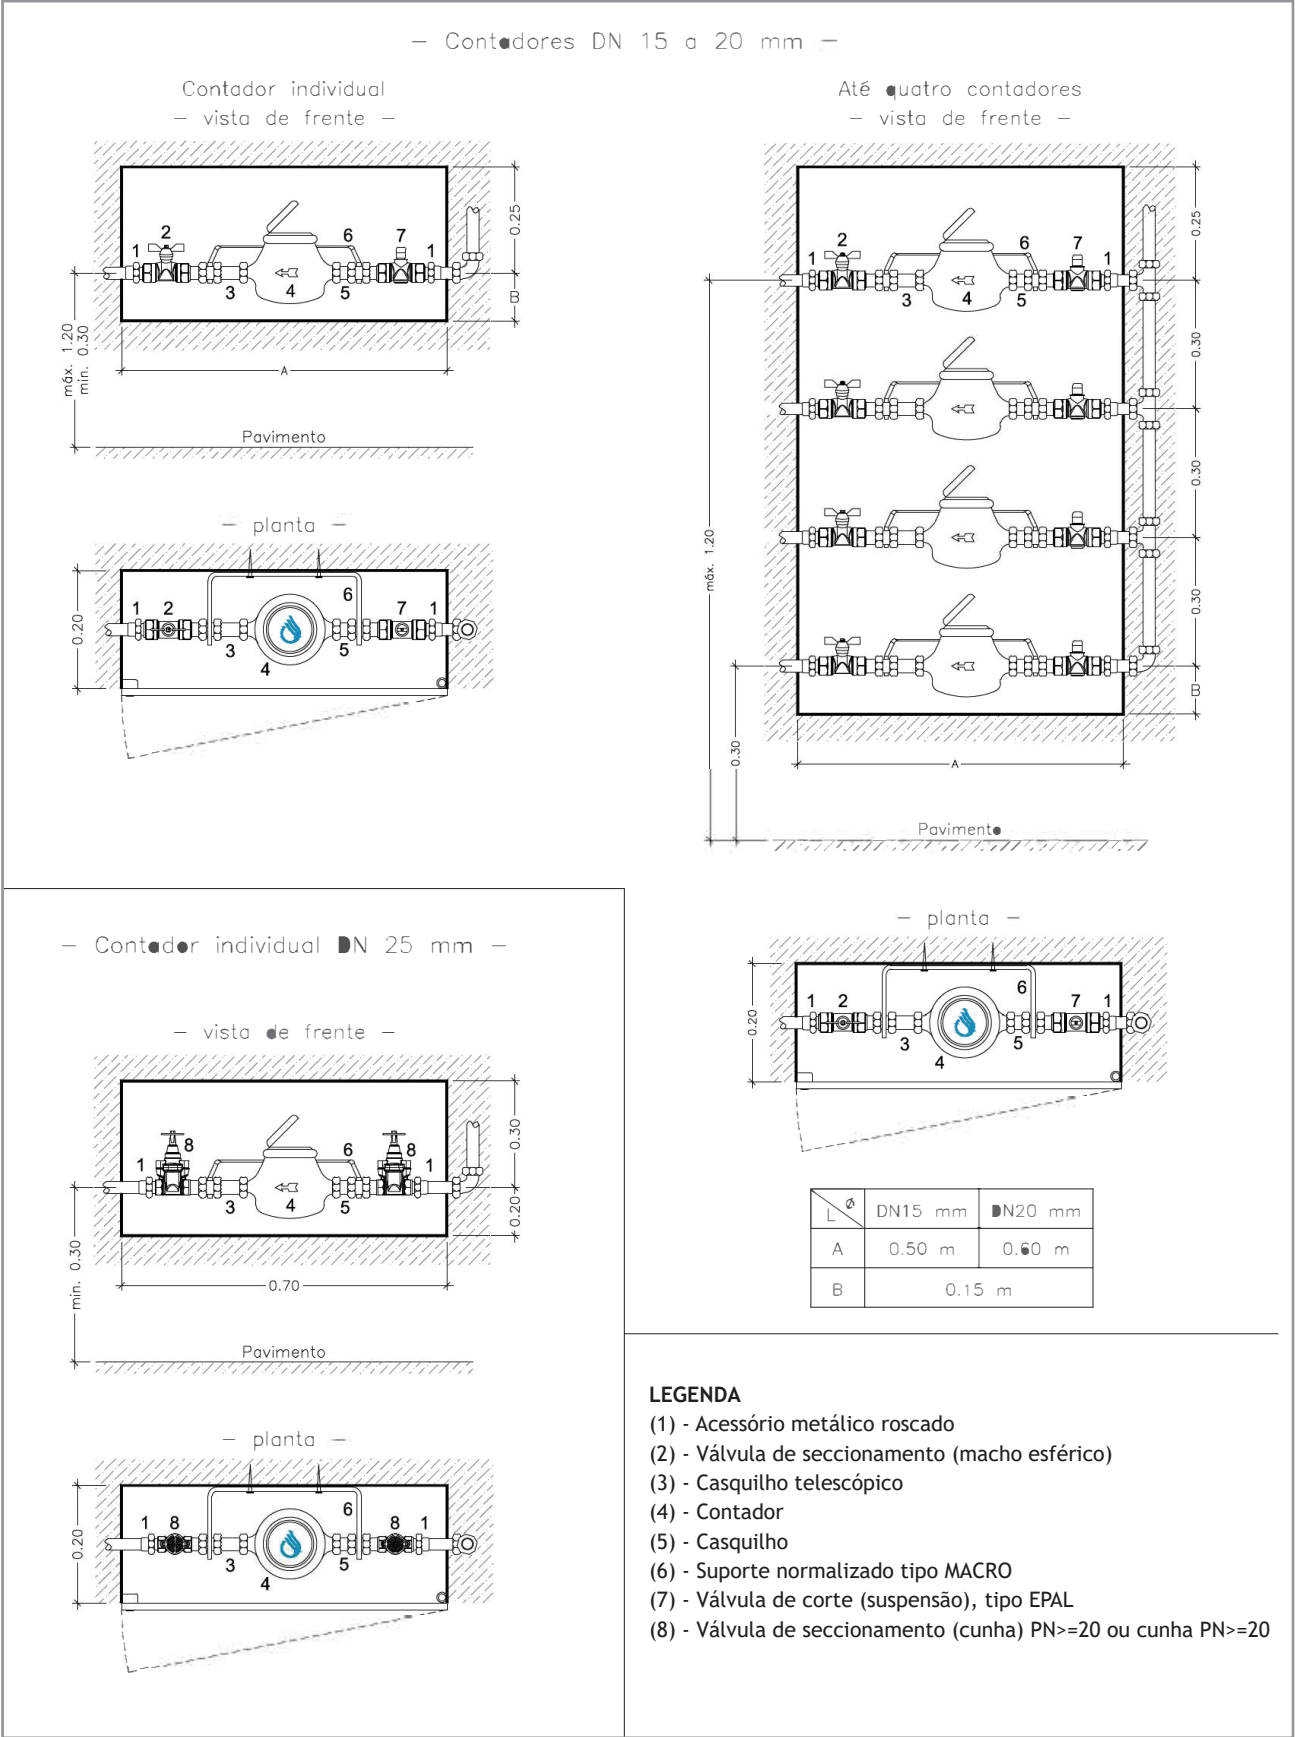 — Contadores DN 15 a 20 mm —
Contador individual
— vista de frente —
1
2
3
4
5
6
7
1
0.25
B
máx. 1.20
min. 0.30
A
Pavimento
— planta —
1
2
3
4
5
6
7
1
0.20
Até quatro contadores
— vista de frente —
1
2
3
4
5
6
7
1
0.25
0.30
0.30
0.30
B
máx. 1.20
0.30
A
Pavimento
— planta —
1
2
3
4
5
6
7
1
0.20
L Ø DN15 mm DN20 mm
A 0.50 m 0.60 m
B 0.15 m
— Contador individual DN 25 mm —
— vista de frente —
1
8
3
4
5
6
8
1
0.30
0.20
min. 0.30
0.70
Pavimento
— planta —
1
8
3
4
5
6
8
1
0.20
LEGENDA
(1) - Acessório metálico roscado
(2) - Válvula de seccionamento (macho esférico)
(3) - Casquilho telescópico
(4) - Contador
(5) - Casquilho
(6) - Suporte normalizado tipo MACRO
(7) - Válvula de corte (suspensão), tipo EPAL
(8) - Válvula de seccionamento (cunha) PN>=20 ou cunha PN>=20